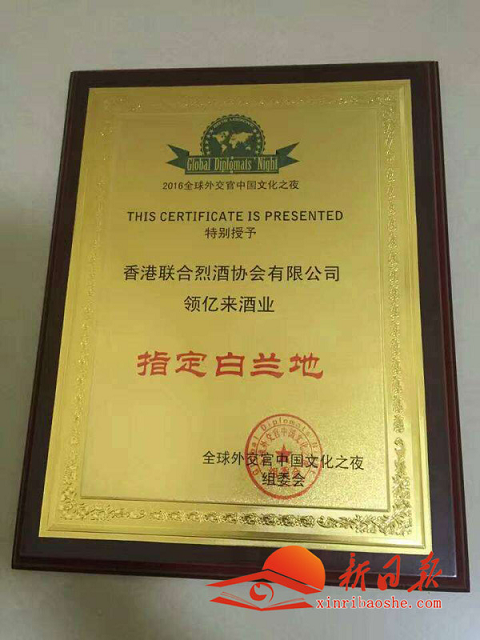 Global Diplomats' Night
2016全球外交官中国文化之夜
THIS CERTIFICATE IS PRESENTED
特别授予
香港联合烈酒协会有限公司
领亿来酒业
指定白兰地
全球外交官中国文化之夜
组委会
新日报
xinribaoshe.com